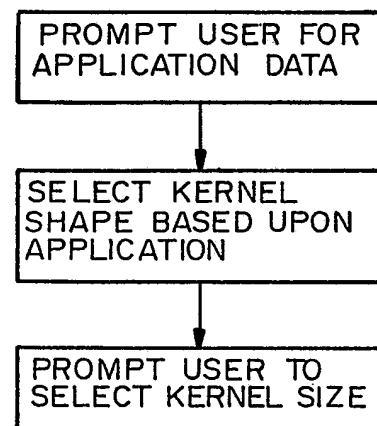 PROMPT USER FOR
APPLICATION DATA
SELECT KERNEL
SHAPE BASED UPON
APPLICATION
PROMPT USER TO
SELECT KERNEL SIZE